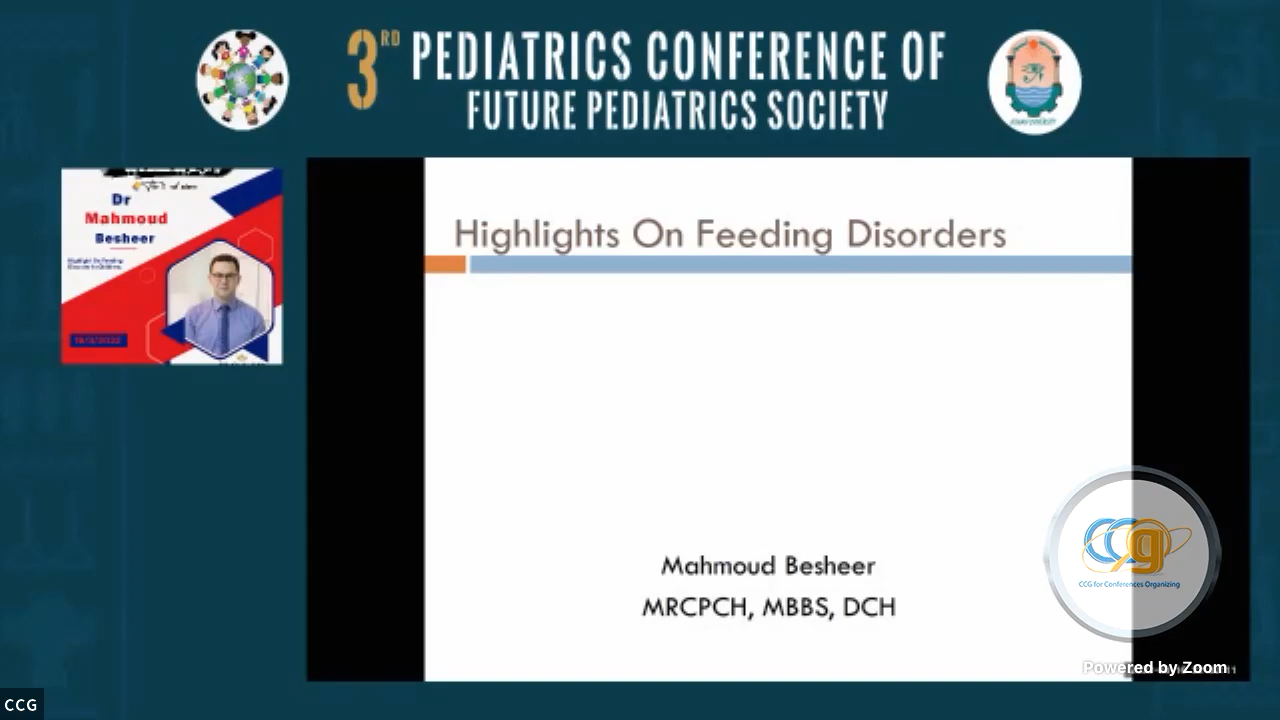 3RD PEDIATRICS CONFERENCE OF
FUTURE PEDIATRICS SOCIETY
Dr
Mahmoud
Besheer
Highlights On Feeding Disorders
Mahmoud Besheer
MRCPCH, MBBS, DCH
CCg
CCG for Conferences Organizing
Powered by Zoom
CCG